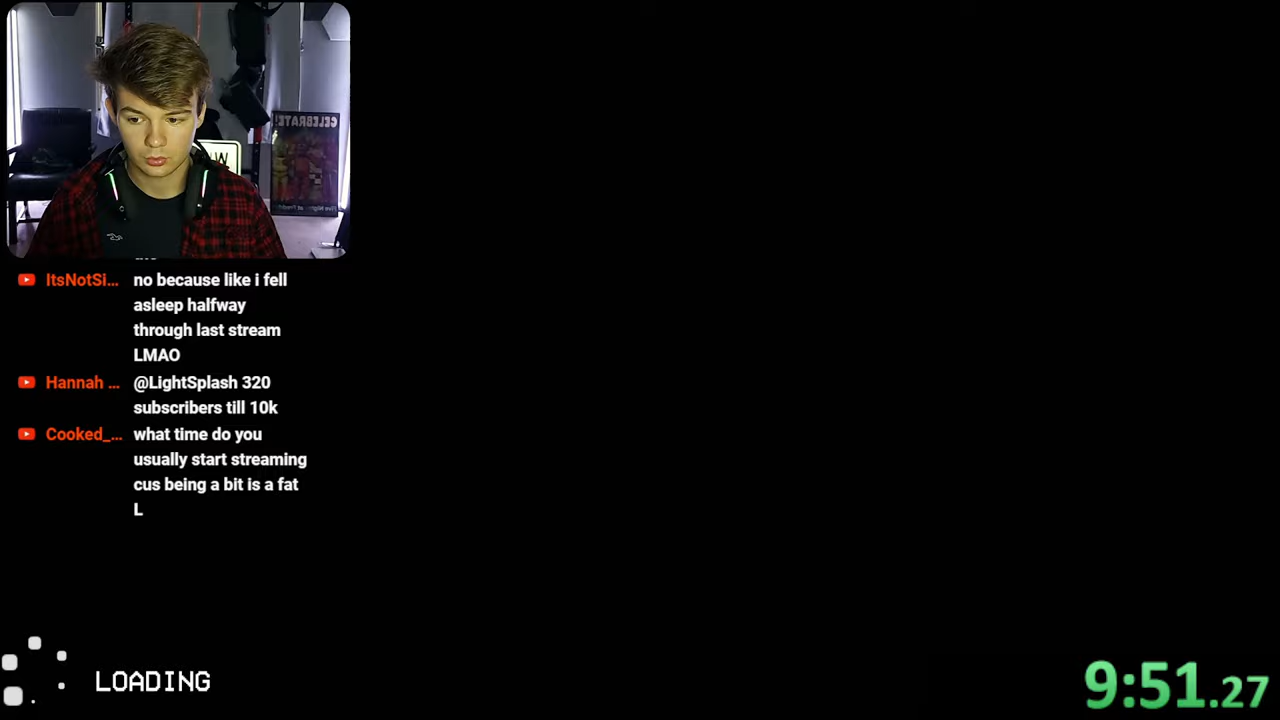 CELEBRATE!
W
ItsNotSi... no because like i fell
asleep halfway
through last stream
LMAO
Hannah ... @LightSplash 320
subscribers till 10k
Cooked_... what time do you
usually start streaming
cus being a bit is a fat
L
LOADING
9:51.27